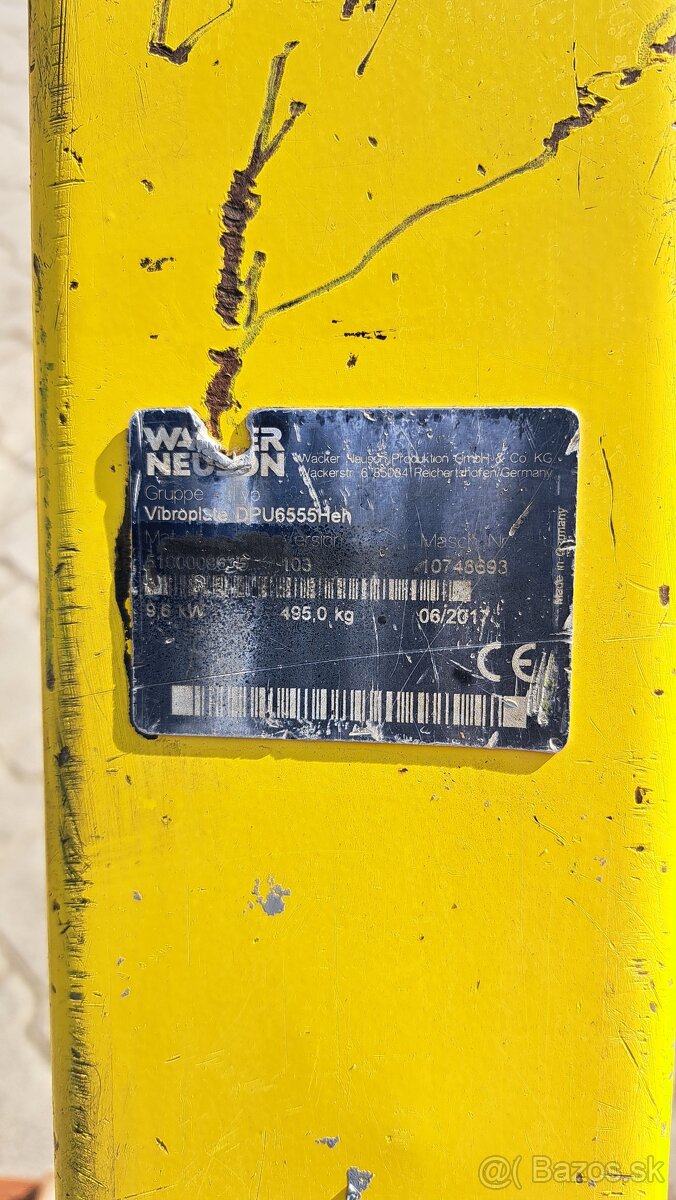 WACKER
NEUSON
Wacker Neuson Produktion GmbH & Co. KG
Wackerstr. 6 85084 Reichertshofen/Germany
Gruppe
Vibroplate DPU6555Heh
Version Masch. Nr.
103 10748693
9,6 kW 495,0 kg 06/2017
CE
Made in Germany
@( Bazos.sk